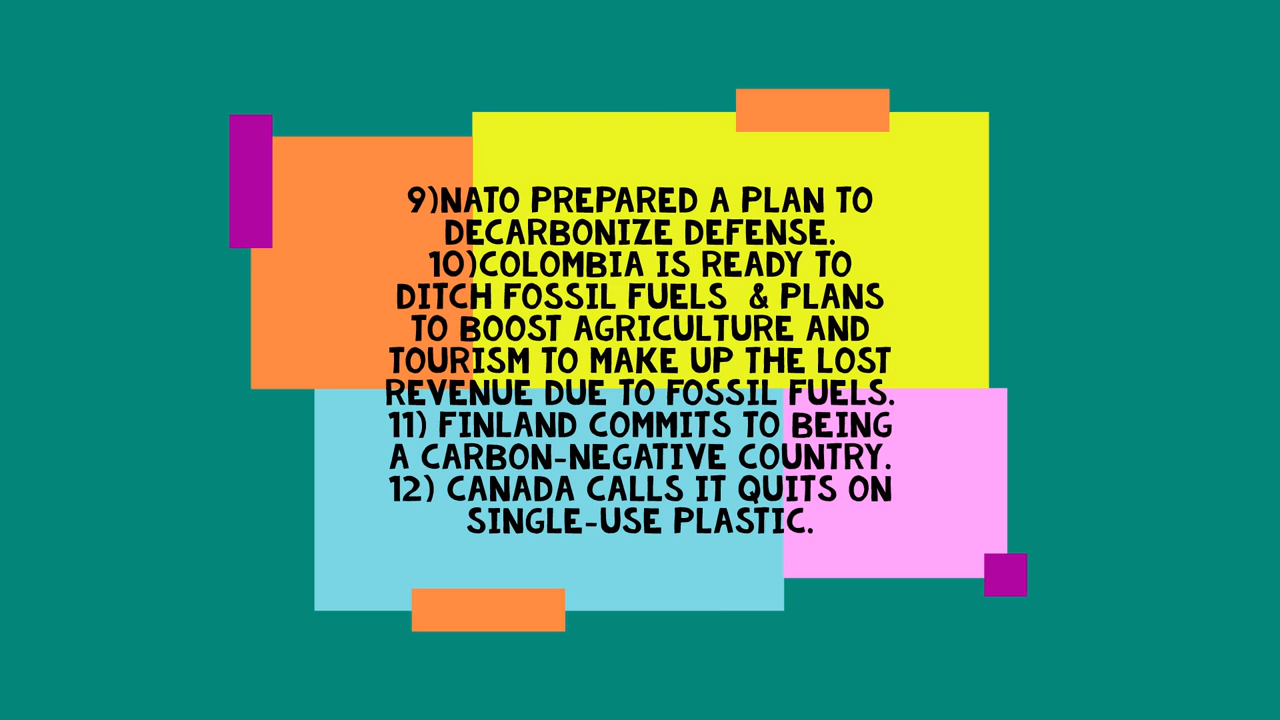 9)NATO PREPARED A PLAN TO
DECARBONIZE DEFENSE.
10)COLOMBIA IS READY TO
DITCH FOSSIL FUELS  & PLANS
TO BOOST AGRICULTURE AND
TOURISM TO MAKE UP THE LOST
REVENUE DUE TO FOSSIL FUELS.
11) FINLAND COMMITS TO BEING
A CARBON-NEGATIVE COUNTRY.
12) CANADA CALLS IT QUITS ON
SINGLE-USE PLASTIC.